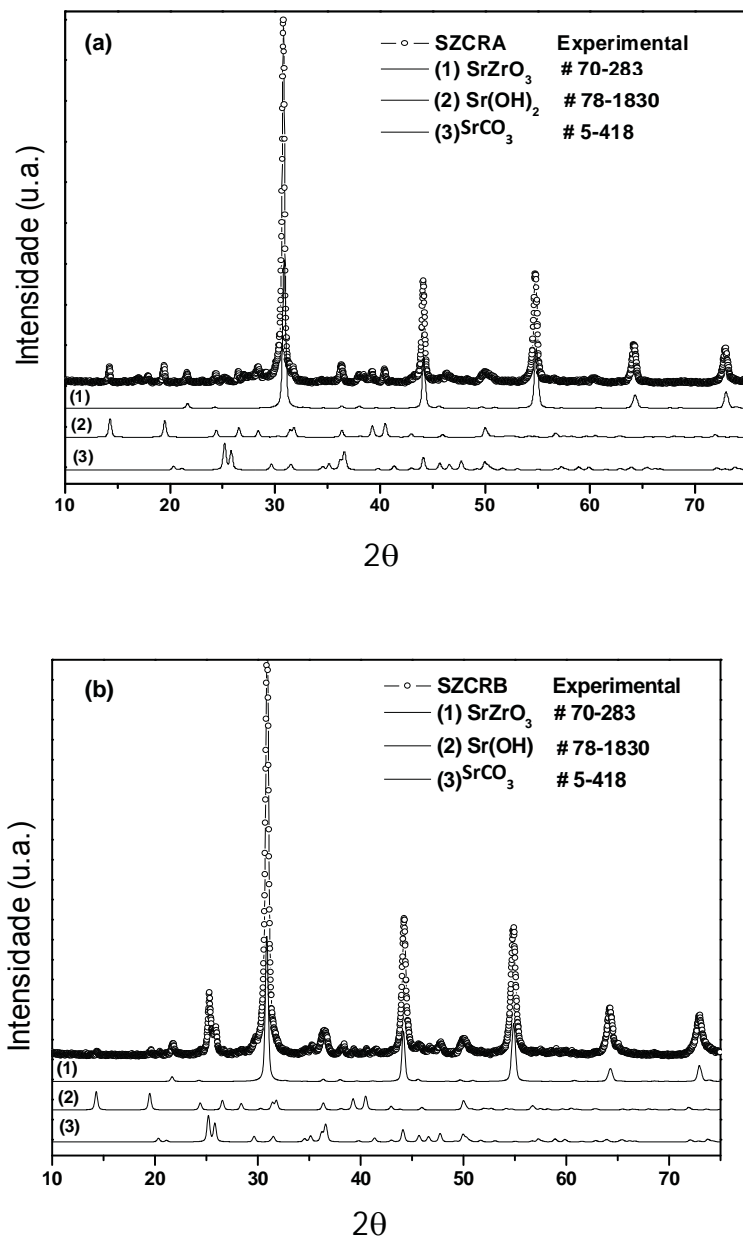 (a)
SZCRA Experimental
(1) SrZrO3 # 70-283
(2) Sr(OH)2 # 78-1830
(3)SrCO3 # 5-418
Intensidade (u.a.)
(1)
(2)
(3)
10 20 30 40 50 60 70
2θ
(b)
SZCRB Experimental
(1) SrZrO3 # 70-283
(2) Sr(OH) # 78-1830
(3)SrCO3 # 5-418
Intensidade (u.a.)
(1)
(2)
(3)
10 20 30 40 50 60 70
2θ